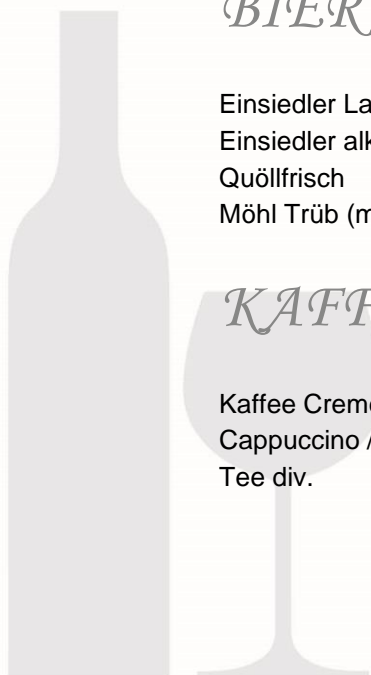 BIER
Einsiedler La
Einsiedler alk
Quöllfrisch
Möhl Trüb (m
KAFF
Kaffee Creme
Cappuccino /
Tee div.